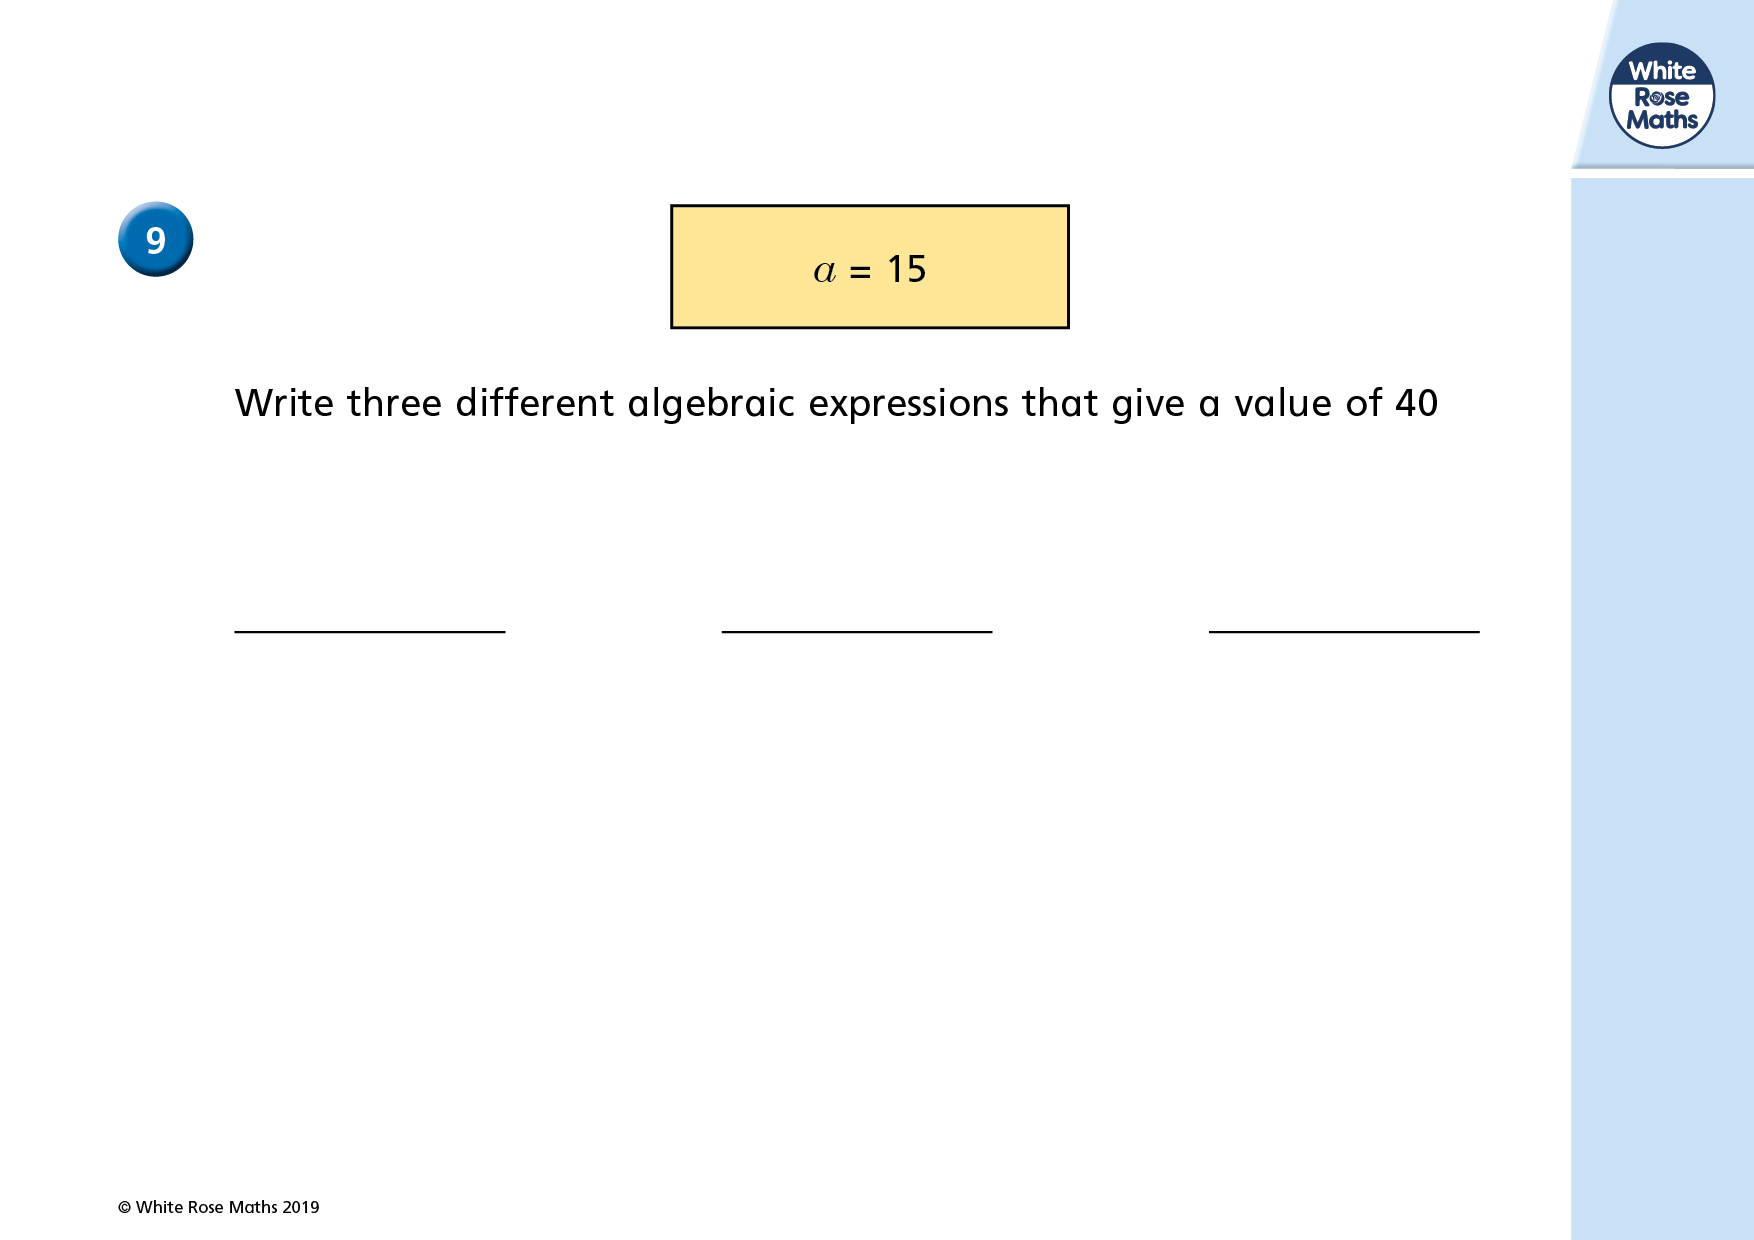 White
Rose
Maths
9
a = 15
Write three different algebraic expressions that give a value of 40
© White Rose Maths 2019